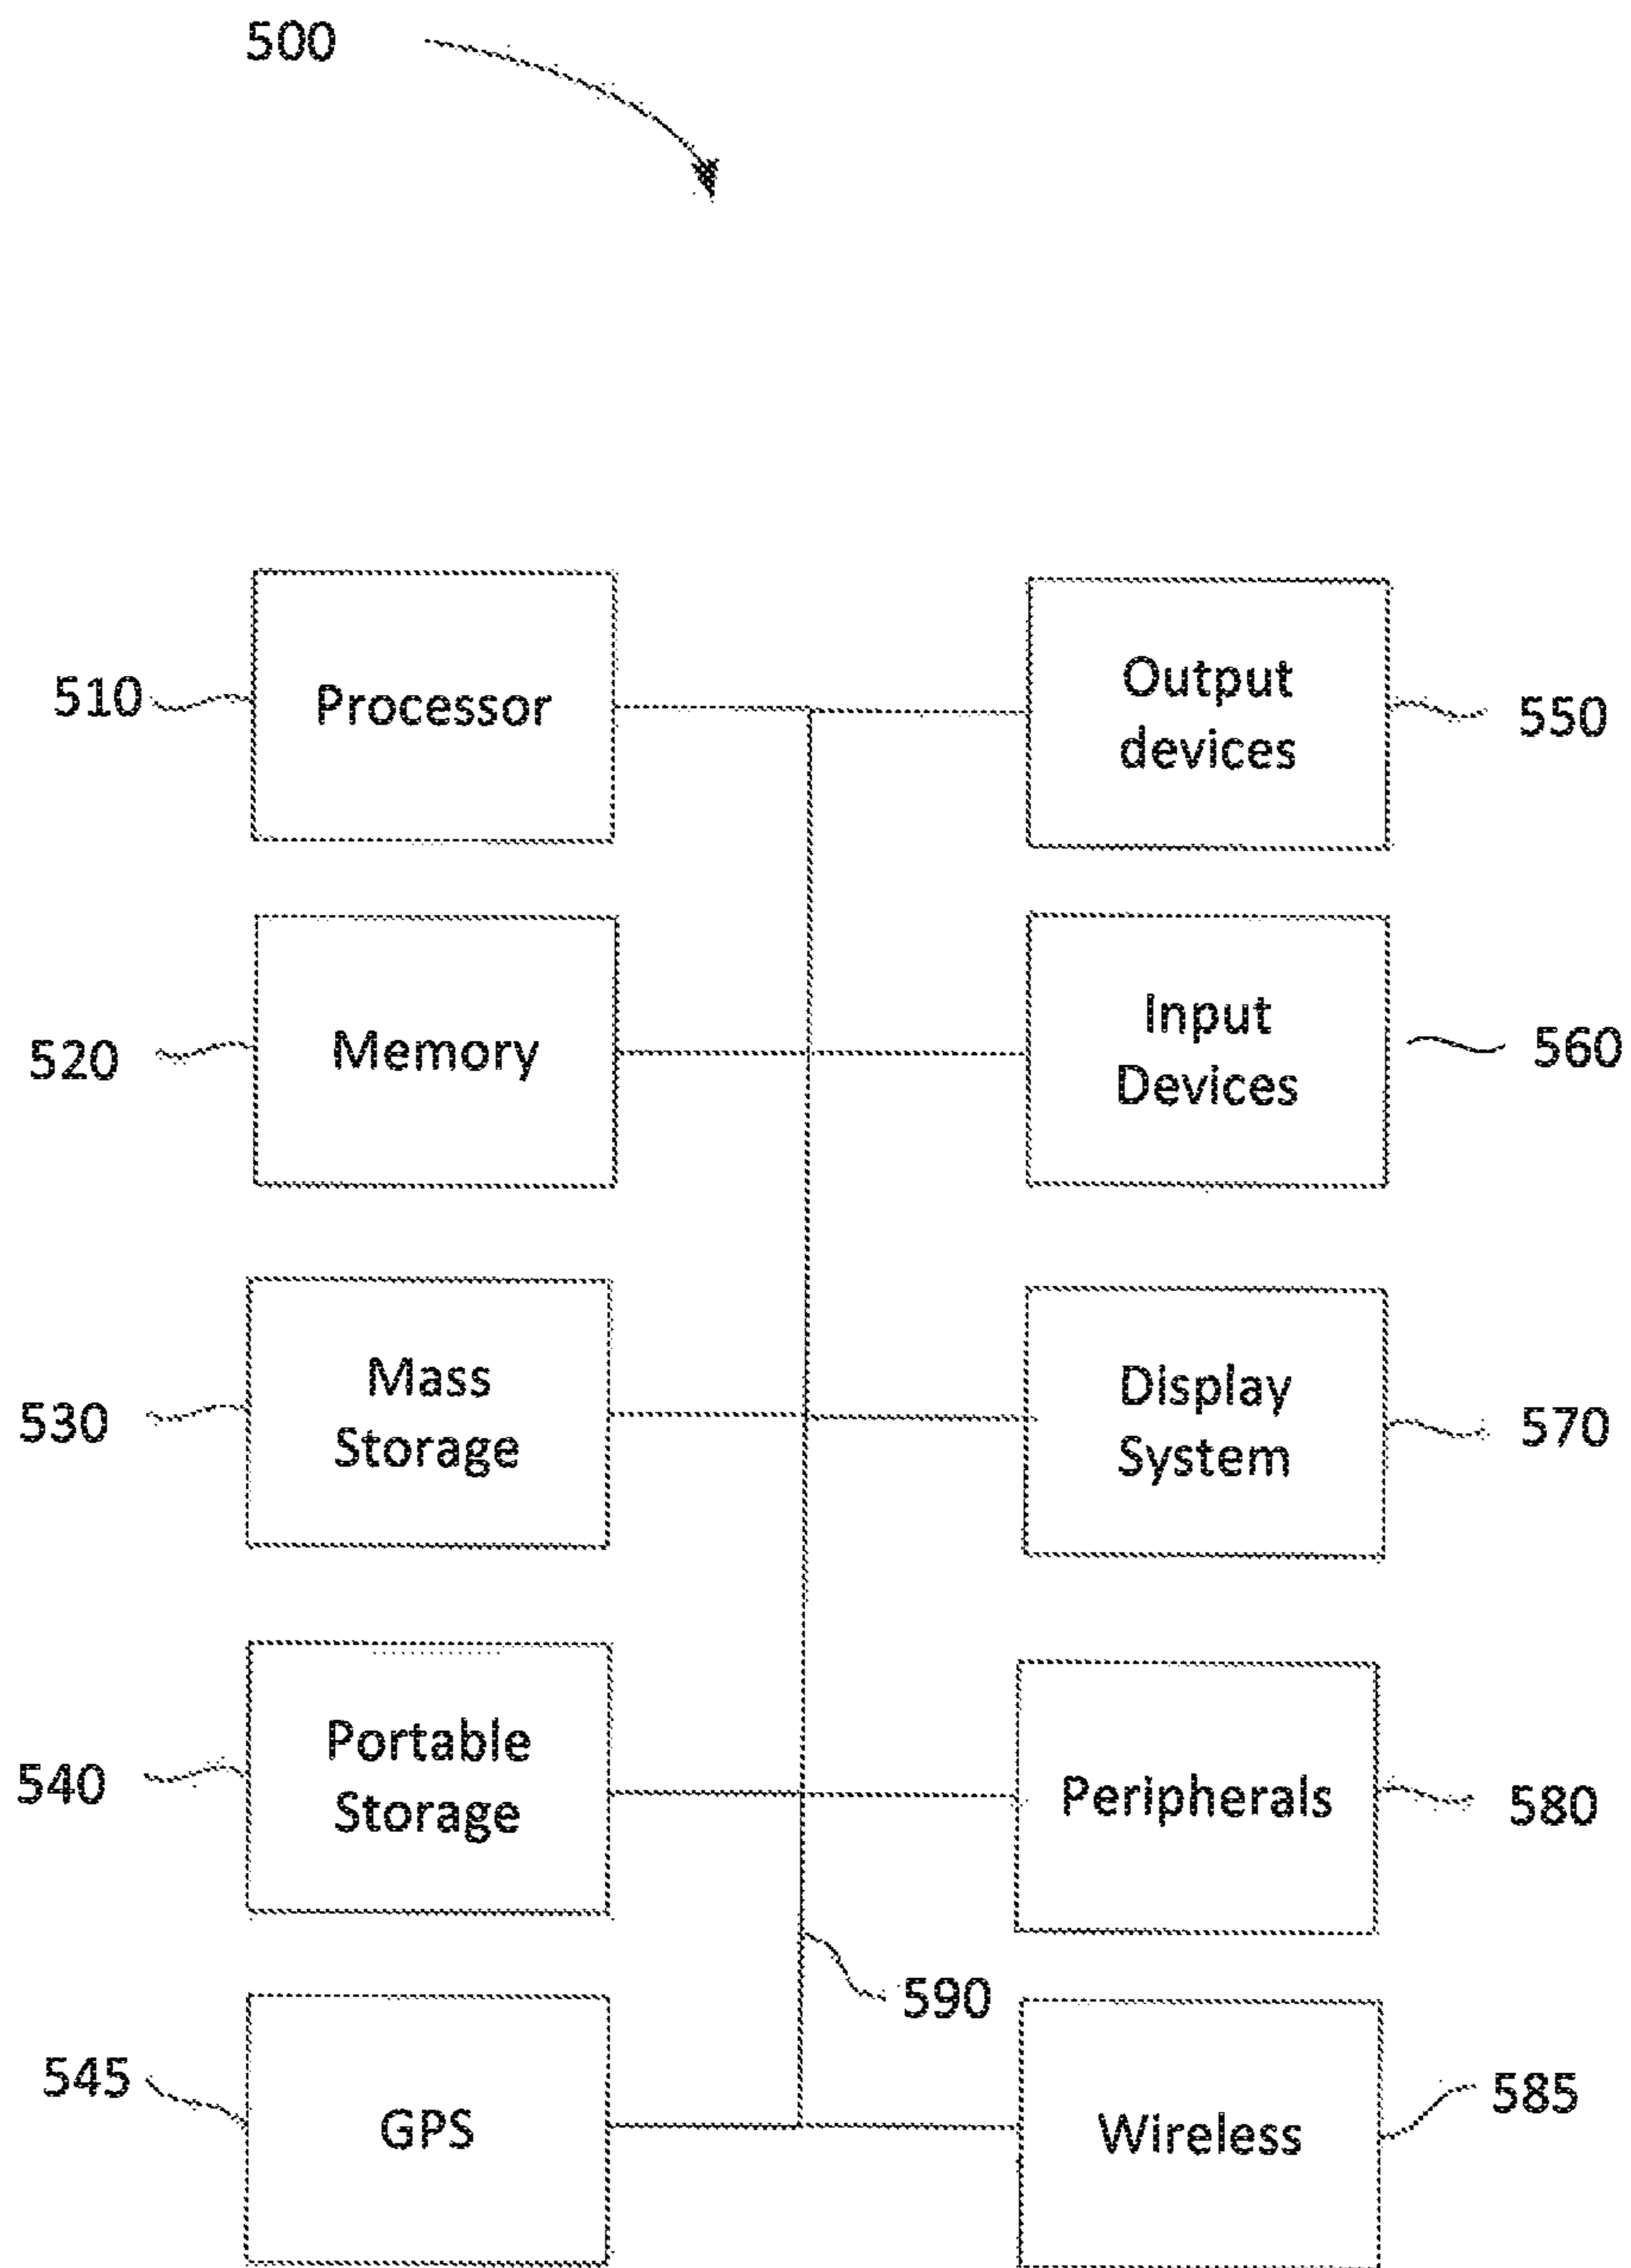 500
510
Processor
Output
devices
550
520
Memory
Input
Devices
560
530
Mass
Storage
Display
System
570
540
Portable
Storage
Peripherals
580
590
545
GPS
Wireless
585